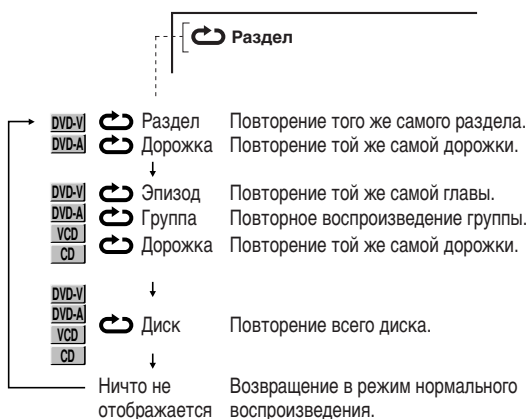 Раздел
DVD-V Раздел Повторение того же самого раздела.
DVD-A Дорожка Повторение той же самой дорожки.
DVD-V Эпизод Повторение той же самой главы.
DVD-A Группа Повторное воспроизведение группы.
VCD
CD Дорожка Повторение той же самой дорожки.
DVD-V
DVD-A
VCD Диск Повторение всего диска.
CD
Ничто не Возвращение в режим нормального
отображается воспроизведения.